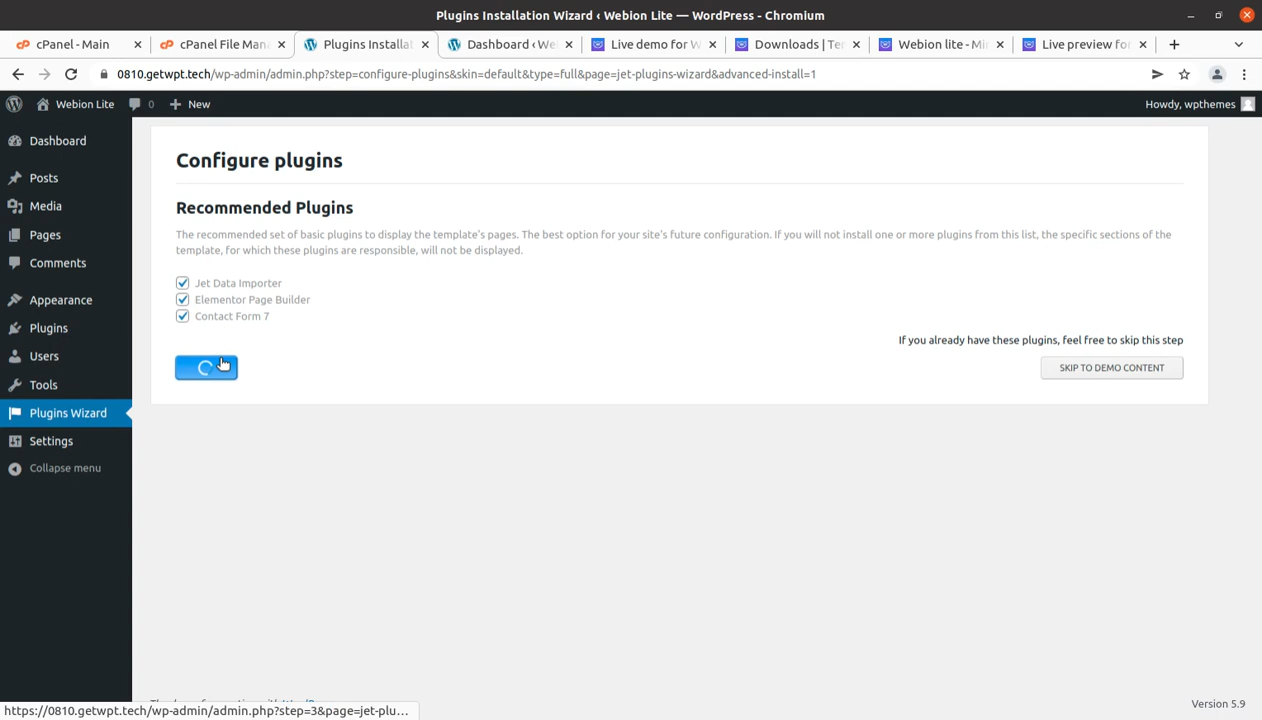 Plugins Installation Wizard ‹ Webion Lite — WordPress - Chromium
cPanel - Main
cPanel File Man
Plugins Installat
Dashboard ‹ We
Live demo for W
Downloads | Te
Webion lite - Mi
Live preview fo
0810.getwpt.tech/wp-admin/admin.php?step=configure-plugins&skin=default&type=full&page=jet-plugins-wizard&advanced-install=1
Webion Lite
0
New
Howdy, wpthemes
Dashboard
Posts
Media
Pages
Comments
Appearance
Plugins
Users
Tools
Plugins Wizard
Settings
Collapse menu
Configure plugins
Recommended Plugins
The recommended set of basic plugins to display the template's pages. The best option for your site's future configuration. If you will not install one or more plugins from this list, the specific sections of the
template, for which these plugins are responsible, will not be displayed.
Jet Data Importer
Elementor Page Builder
Contact Form 7
If you already have these plugins, feel free to skip this step
SKIP TO DEMO CONTENT
https://0810.getwpt.tech/wp-admin/admin.php?step=3&page=jet-plu...
Version 5.9